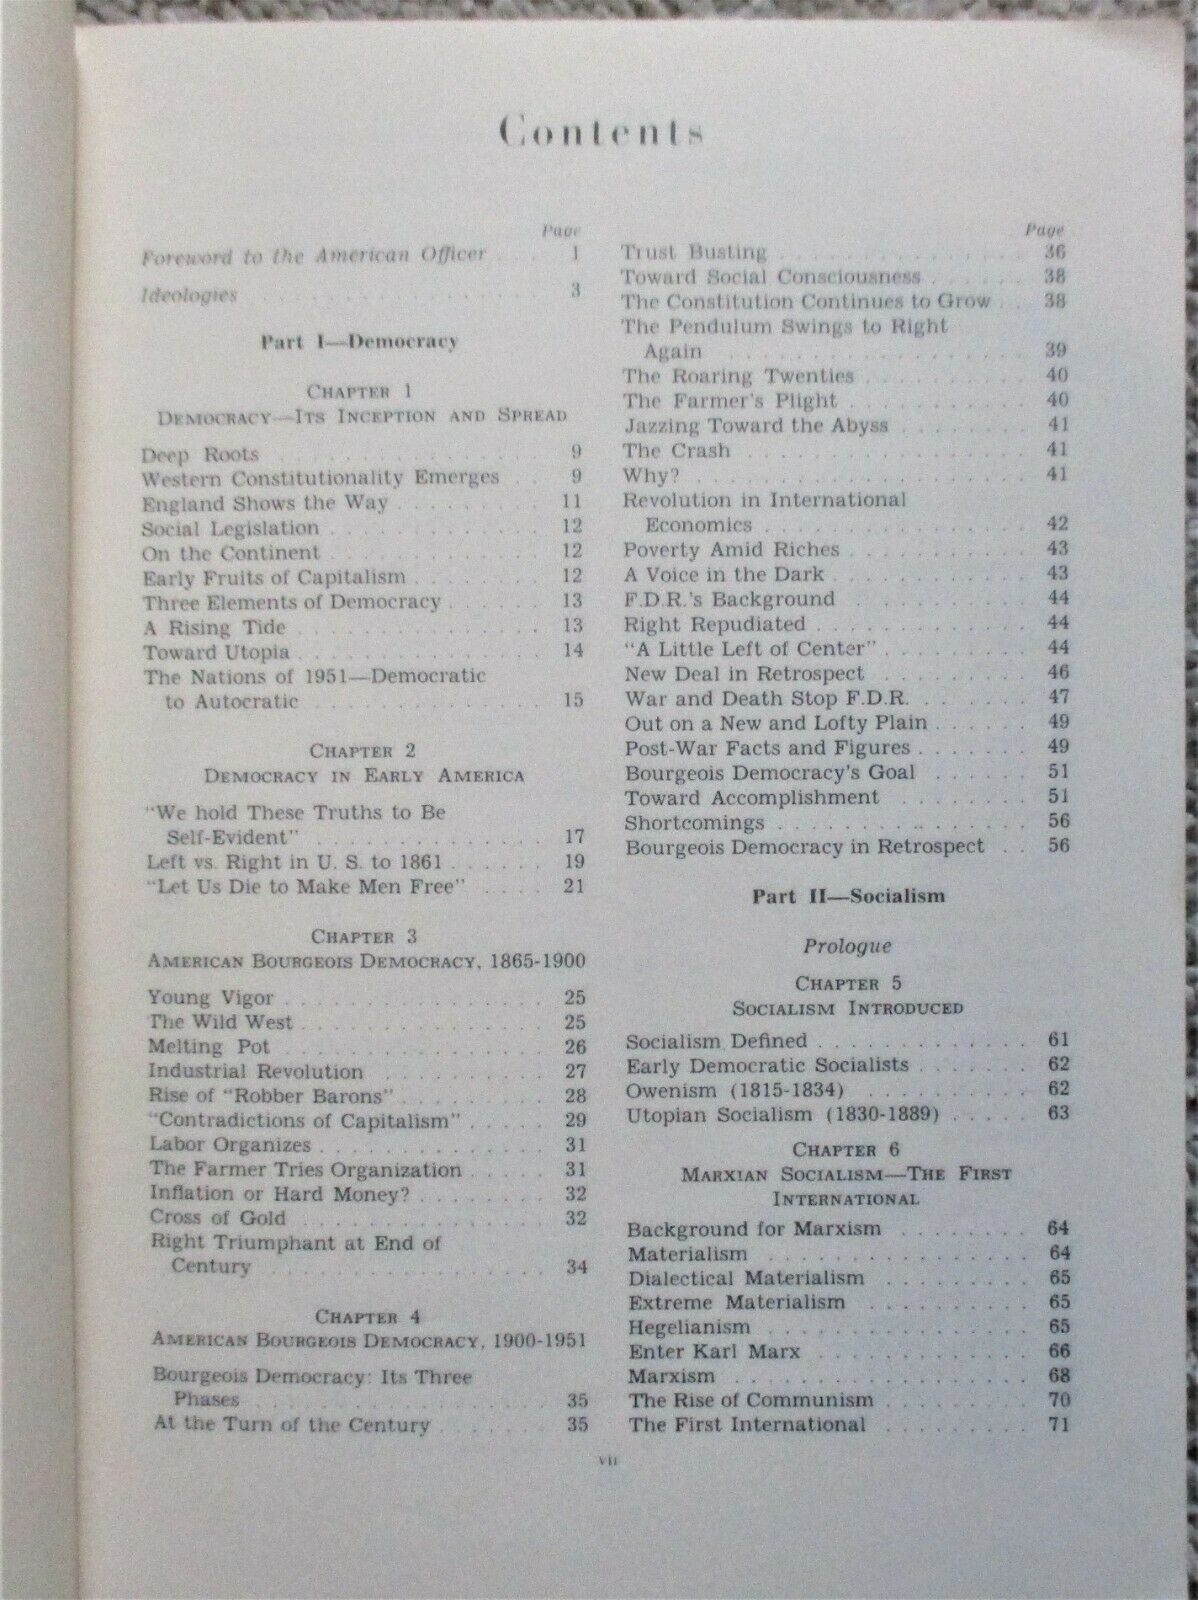 Contents
Page
Foreword to the American Officer . . . 1
Ideologies . . . . . . . . . . . . . . . 3
Part I—Democracy
CHAPTER 1
DEMOCRACY—ITS INCEPTION AND SPREAD
Deep Roots . . . . . . . . . . . . . 9
Western Constitutionality Emerges . . 9
England Shows the Way . . . . . . . . . 11
Social Legislation . . . . . . . . . . . . 12
On the Continent . . . . . . . . . . . . 12
Early Fruits of Capitalism . . . . . . . 12
Three Elements of Democracy . . . . . 13
A Rising Tide . . . . . . . . . . . . . 13
Toward Utopia . . . . . . . . . . . . . 14
The Nations of 1951—Democratic
to Autocratic . . . . . . . . . . . . 15
CHAPTER 2
DEMOCRACY IN EARLY AMERICA
"We hold These Truths to Be
Self-Evident" . . . . . . . . . . . . 17
Left vs. Right in U. S. to 1861 . . . . . 19
"Let Us Die to Make Men Free" . . . . 21
CHAPTER 3
AMERICAN BOURGEOIS DEMOCRACY, 1865-1900
Young Vigor . . . . . . . . . . . . . 25
The Wild West . . . . . . . . . . . . . 25
Melting Pot . . . . . . . . . . . . . 26
Industrial Revolution . . . . . . . . . 27
Rise of "Robber Barons" . . . . . . . . 28
"Contradictions of Capitalism" . . . . . 29
Labor Organizes . . . . . . . . . . . . 31
The Farmer Tries Organization . . . . . 31
Inflation or Hard Money? . . . . . . . 32
Cross of Gold . . . . . . . . . . . . . 32
Right Triumphant at End of
Century . . . . . . . . . . . . . . 34
CHAPTER 4
AMERICAN BOURGEOIS DEMOCRACY, 1900-1951
Bourgeois Democracy: Its Three
Phases . . . . . . . . . . . . . . . 35
At the Turn of the Century . . . . . . . 35
Page
Trust Busting . . . . . . . . . . . . . 36
Toward Social Consciousness . . . . . 38
The Constitution Continues to Grow . . 38
The Pendulum Swings to Right
Again . . . . . . . . . . . . . . . . 39
The Roaring Twenties . . . . . . . . . 40
The Farmer's Plight . . . . . . . . . . 40
Jazzing Toward the Abyss . . . . . . . 41
The Crash . . . . . . . . . . . . . . 41
Why? . . . . . . . . . . . . . . . . . 41
Revolution in International
Economics . . . . . . . . . . . . . . 42
Poverty Amid Riches . . . . . . . . . . 43
A Voice in the Dark . . . . . . . . . . 43
F.D.R.'s Background . . . . . . . . . . 44
Right Repudiated . . . . . . . . . . . . 44
"A Little Left of Center" . . . . . . . . 44
New Deal in Retrospect . . . . . . . . 46
War and Death Stop F.D.R. . . . . . . . 47
Out on a New and Lofty Plain . . . . . . 49
Post-War Facts and Figures . . . . . . . 49
Bourgeois Democracy's Goal . . . . . . 51
Toward Accomplishment . . . . . . . . 51
Shortcomings . . . . . . . . . . . . . . 56
Bourgeois Democracy in Retrospect . . 56
Part II—Socialism
Prologue
CHAPTER 5
SOCIALISM INTRODUCED
Socialism Defined . . . . . . . . . . . . 61
Early Democratic Socialists . . . . . . . 62
Owenism (1815-1834) . . . . . . . . . . 62
Utopian Socialism (1830-1889) . . . . . 63
CHAPTER 6
MARXIAN SOCIALISM—THE FIRST
INTERNATIONAL
Background for Marxism . . . . . . . . 64
Materialism . . . . . . . . . . . . . . . 64
Dialectical Materialism . . . . . . . . . 65
Extreme Materialism . . . . . . . . . . 65
Hegelianism . . . . . . . . . . . . . . 65
Enter Karl Marx . . . . . . . . . . . . 66
Marxism . . . . . . . . . . . . . . . . 68
The Rise of Communism . . . . . . . . 70
The First International . . . . . . . . . 71
vii